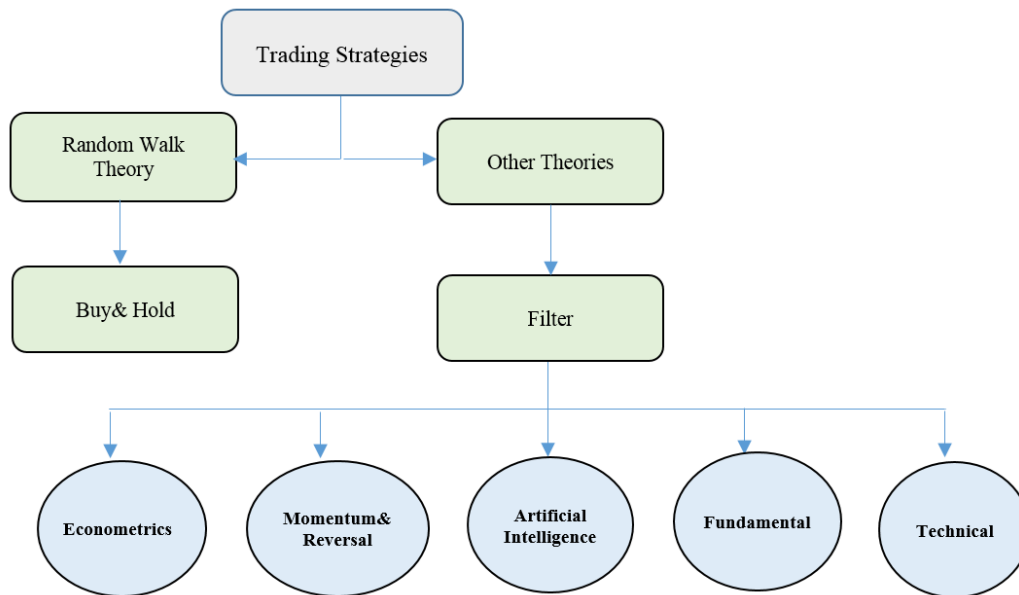 Trading Strategies
Random Walk
Theory
Other Theories
Buy& Hold
Filter
Econometrics
Momentum&
Reversal
Artificial
Intelligence
Fundamental
Technical